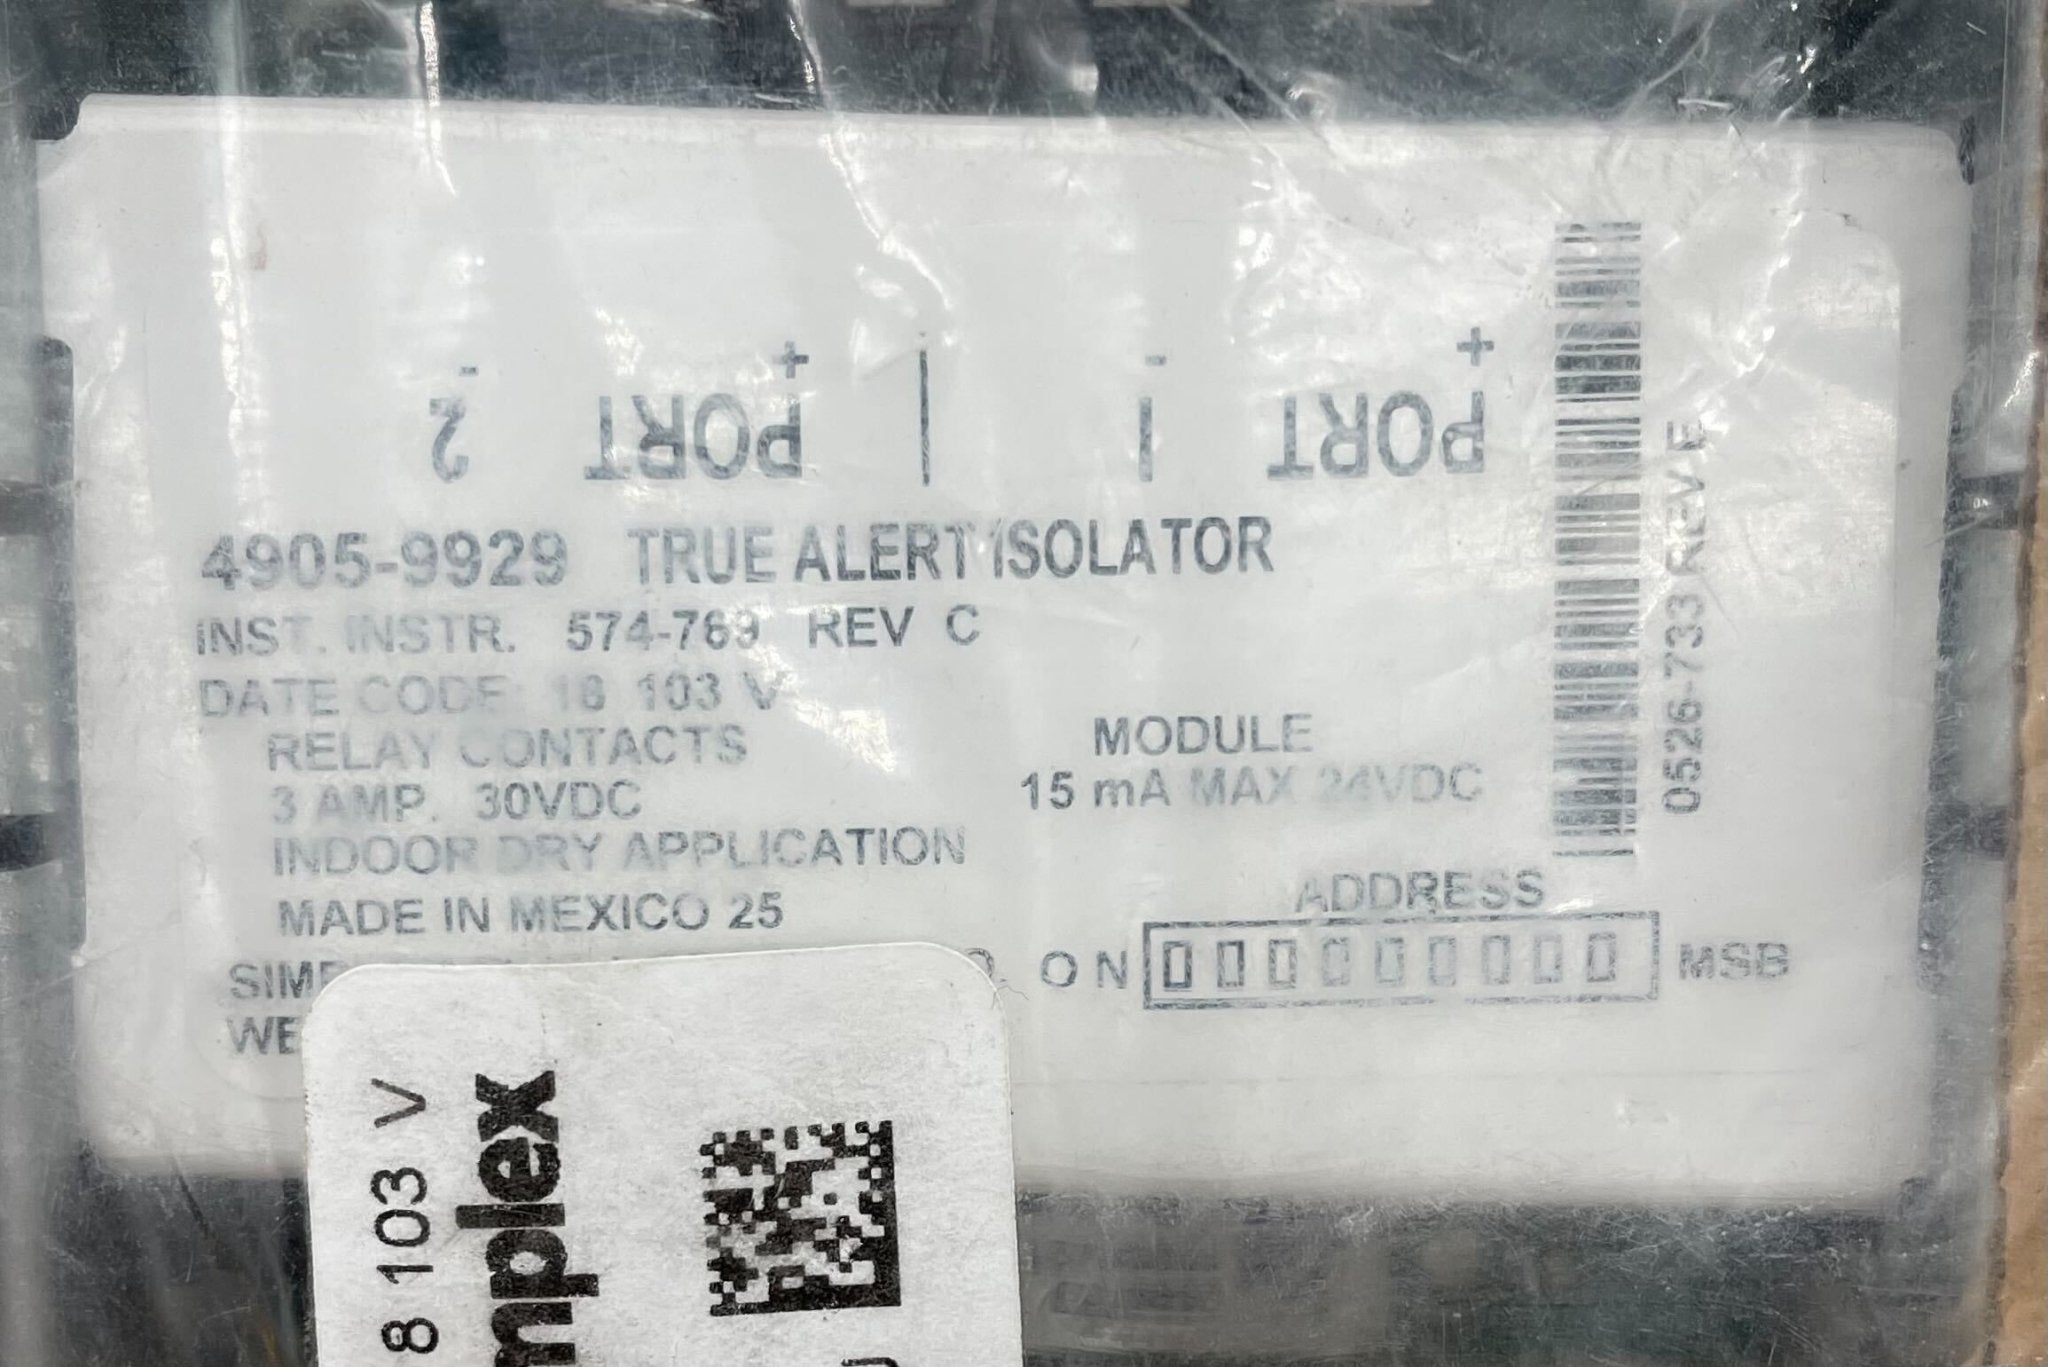 + PORT 1 -
+ PORT 2 -
4905-9929 TRUE ALERT ISOLATOR
INST. INSTR. 574-769 REV C
DATE CODE: 18 103 V
RELAY CONTACTS
3 AMP. 30VDC
MODULE
15 mA MAX 24VDC
INDOOR DRY APPLICATION
MADE IN MEXICO 25
ADDRESS
ON MSB
0526-733 REV E
8 103 V
mplex